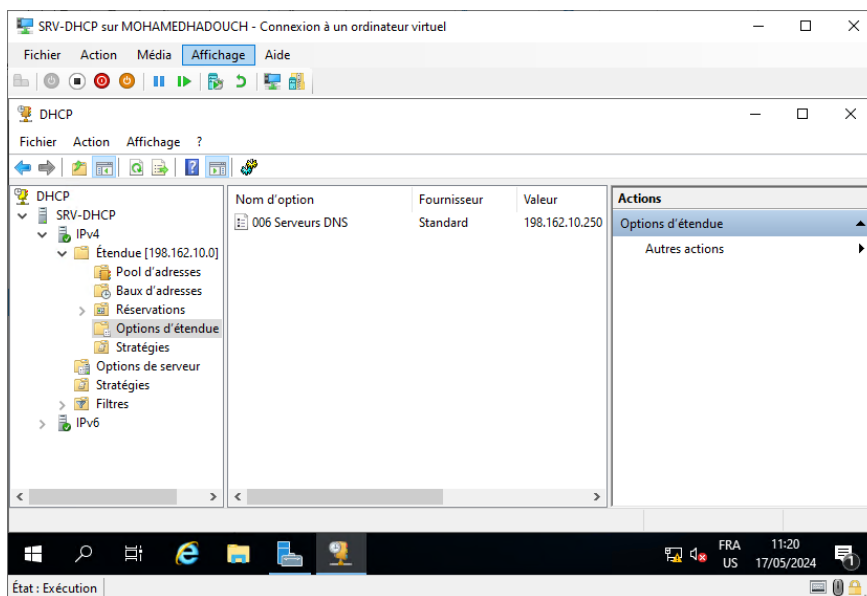 SRV-DHCP sur MOHAMEDHADOUCH - Connexion à un ordinateur virtuel
Fichier Action Média Affichage Aide
DHCP
Fichier Action Affichage ?
DHCP
SRV-DHCP
IPv4
Étendue [198.162.10.0]
Pool d'adresses
Baux d'adresses
Réservations
Options d'étendue
Stratégies
Options de serveur
Stratégies
Filtres
IPv6
Nom d'option Fournisseur Valeur
006 Serveurs DNS Standard 198.162.10.250
Actions
Options d'étendue
Autres actions
FRA
US
11:20
17/05/2024
1
État : Exécution